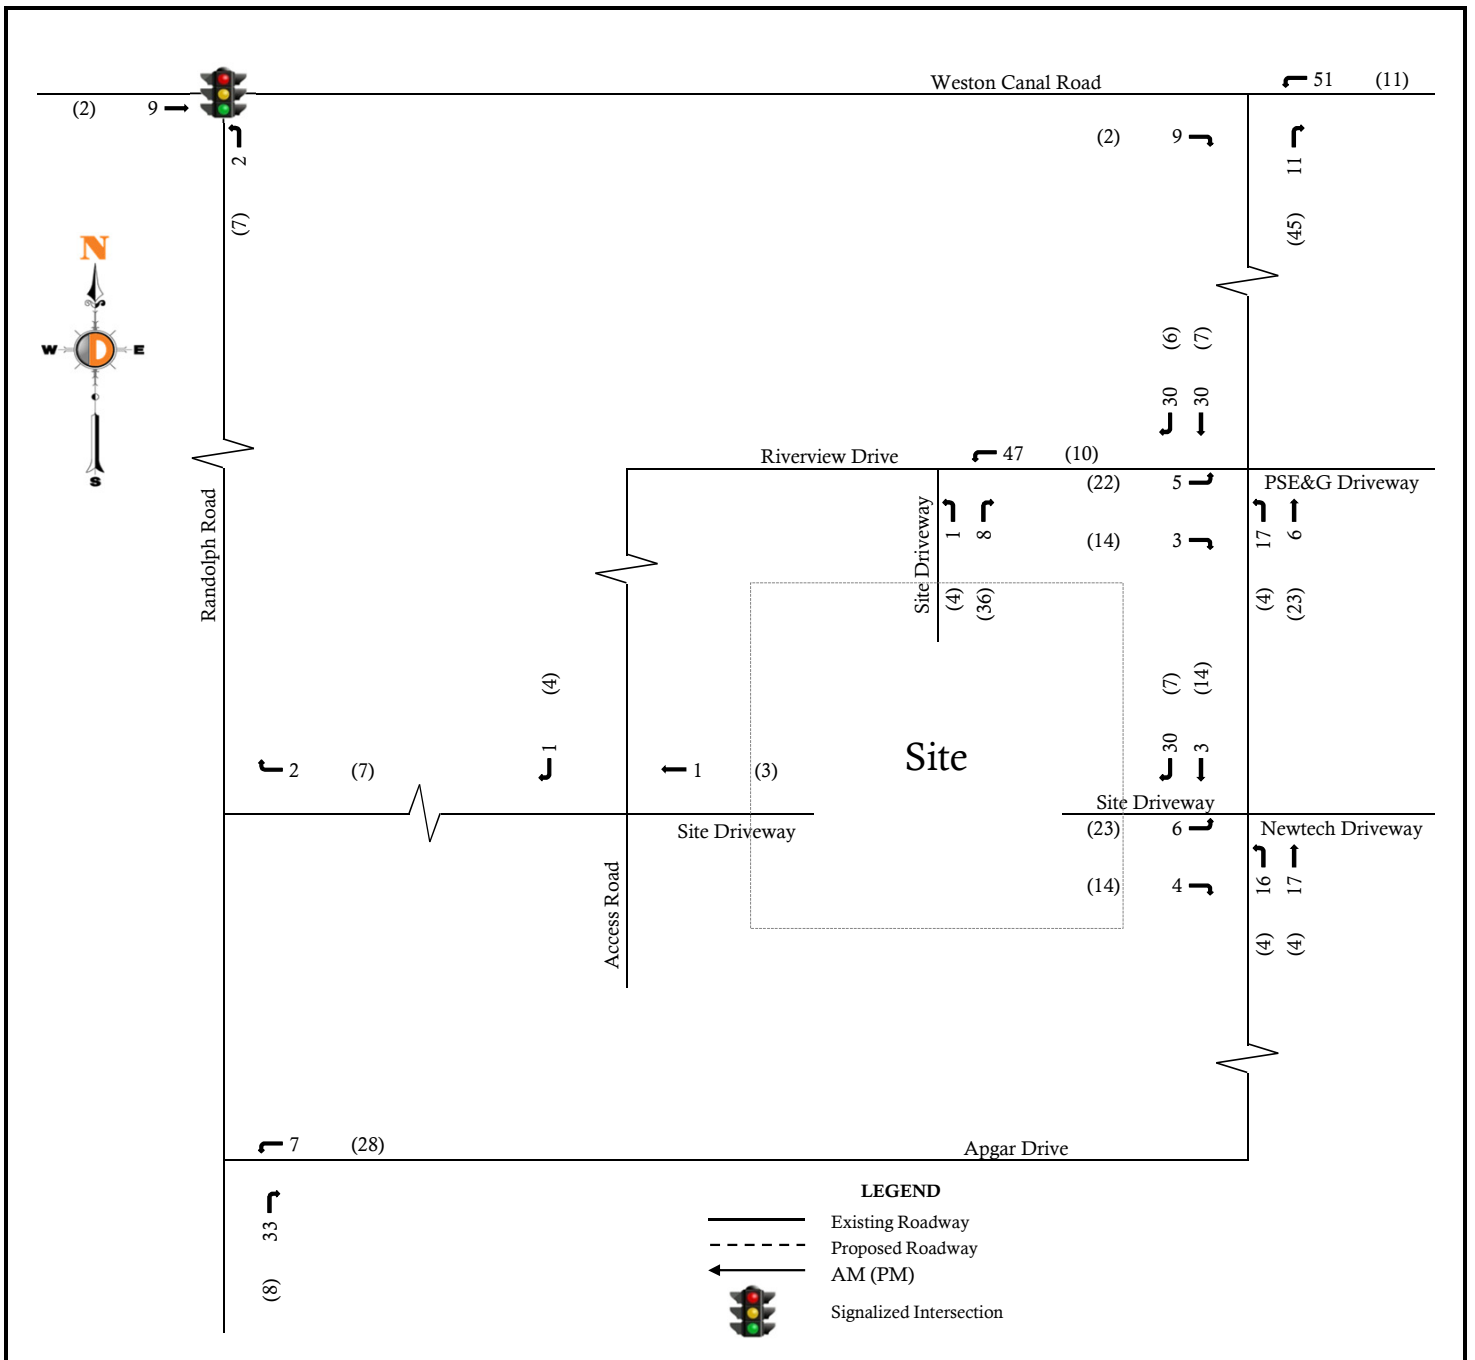 Weston Canal Road
51 (11)
(2) 9
2
(7)
(2) 9
11
(45)
N
W D E
S
(6) (7)
30 30
Riverview Drive
47 (10)
(22) 5
PSE&G Driveway
(14) 3
17 6
(4) (23)
Site Driveway
1 8
(4) (36)
Randolph Road
(4)
1
(7) (14)
30 3
Site
2 (7)
1 (3)
Site Driveway
Site Driveway
(23) 6
Newtech Driveway
(14) 4
16 17
(4) (4)
Access Road
7 (28)
Apgar Drive
33
(8)
LEGEND
Existing Roadway
Proposed Roadway
AM (PM)
Signalized Intersection